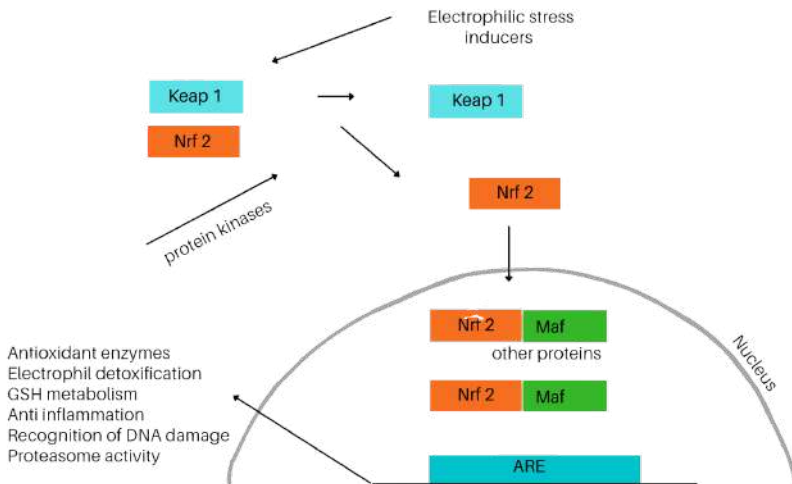 Electrophilic stress
inducers
Keap 1
Keap 1
Nrf 2
Nrf 2
protein kinases
Nrf 2
Maf
other proteins
Nucleus
Nrf 2
Maf
ARE
Antioxidant enzymes
Electrophil detoxification
GSH metabolism
Anti inflammation
Recognition of DNA damage
Proteasome activity